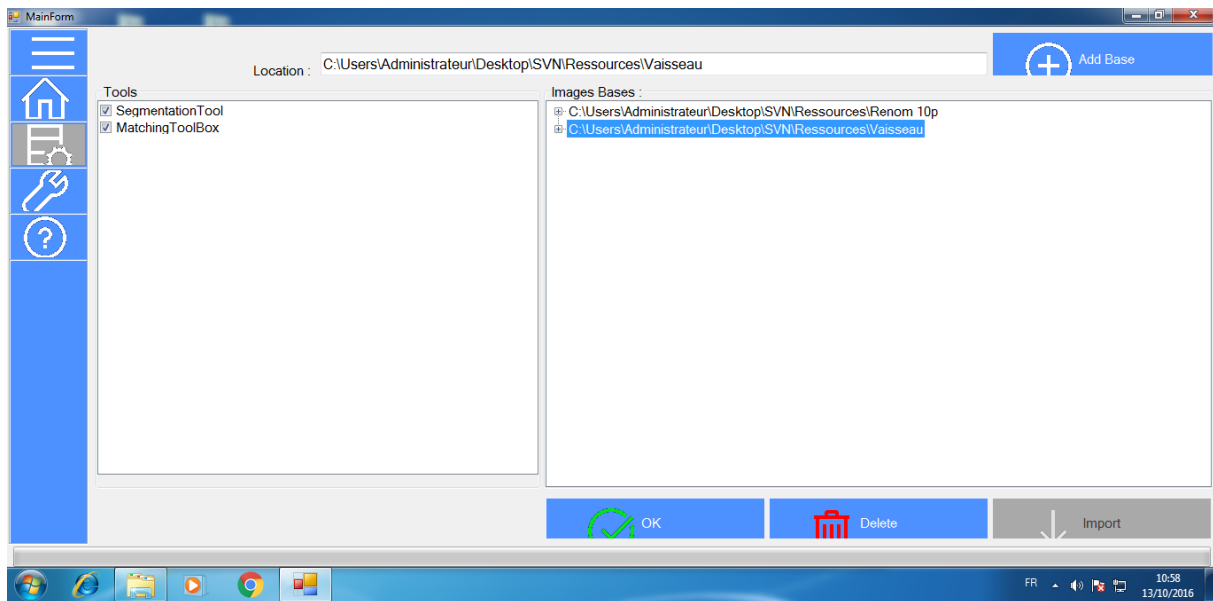 MainForm
Location : C:\Users\Administrateur\Desktop\SVN\Ressources\Vaisseau
Add Base
Tools
SegmentationTool
MatchingToolBox
Images Bases :
C:\Users\Administrateur\Desktop\SVN\Ressources\Renom 10p
C:\Users\Administrateur\Desktop\SVN\Ressources\Vaisseau
OK
Delete
Import
FR
10:58
13/10/2016